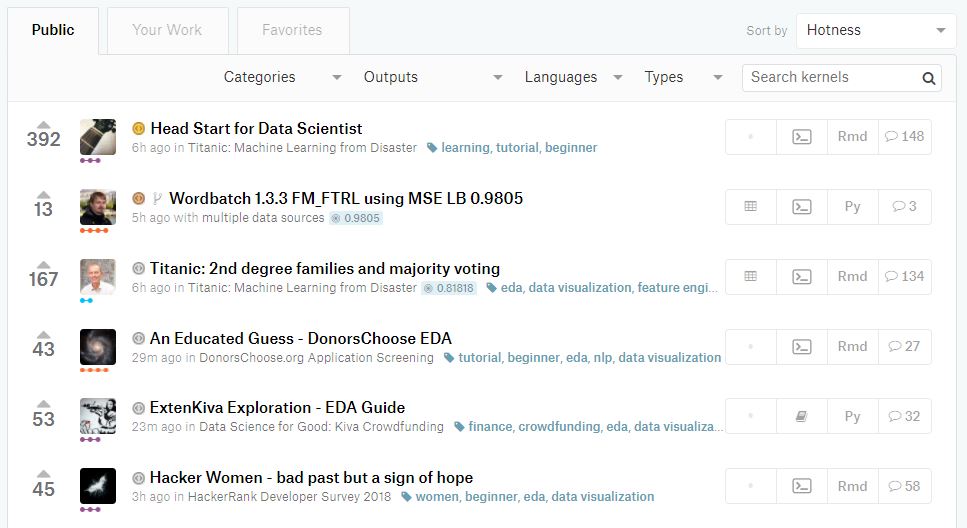 Public Your Work Favorites Sort by Hotness
Categories Outputs Languages Types Search kernels
392 Head Start for Data Scientist Rmd 148
6h ago in Titanic: Machine Learning from Disaster learning, tutorial, beginner
13 Wordbatch 1.3.3 FM_FTRL using MSE LB 0.9805 Py 3
5h ago with multiple data sources 0.9805
167 Titanic: 2nd degree families and majority voting Rmd 134
6h ago in Titanic: Machine Learning from Disaster 0.81818 eda, data visualization, feature engi...
43 An Educated Guess - DonorsChoose EDA Rmd 27
29m ago in DonorsChoose.org Application Screening tutorial, beginner, eda, nlp, data visualization
53 ExtenKiva Exploration - EDA Guide Py 32
23m ago in Data Science for Good: Kiva Crowdfunding finance, crowdfunding, eda, data visualiza...
45 Hacker Women - bad past but a sign of hope Rmd 58
3h ago in HackerRank Developer Survey 2018 women, beginner, eda, data visualization